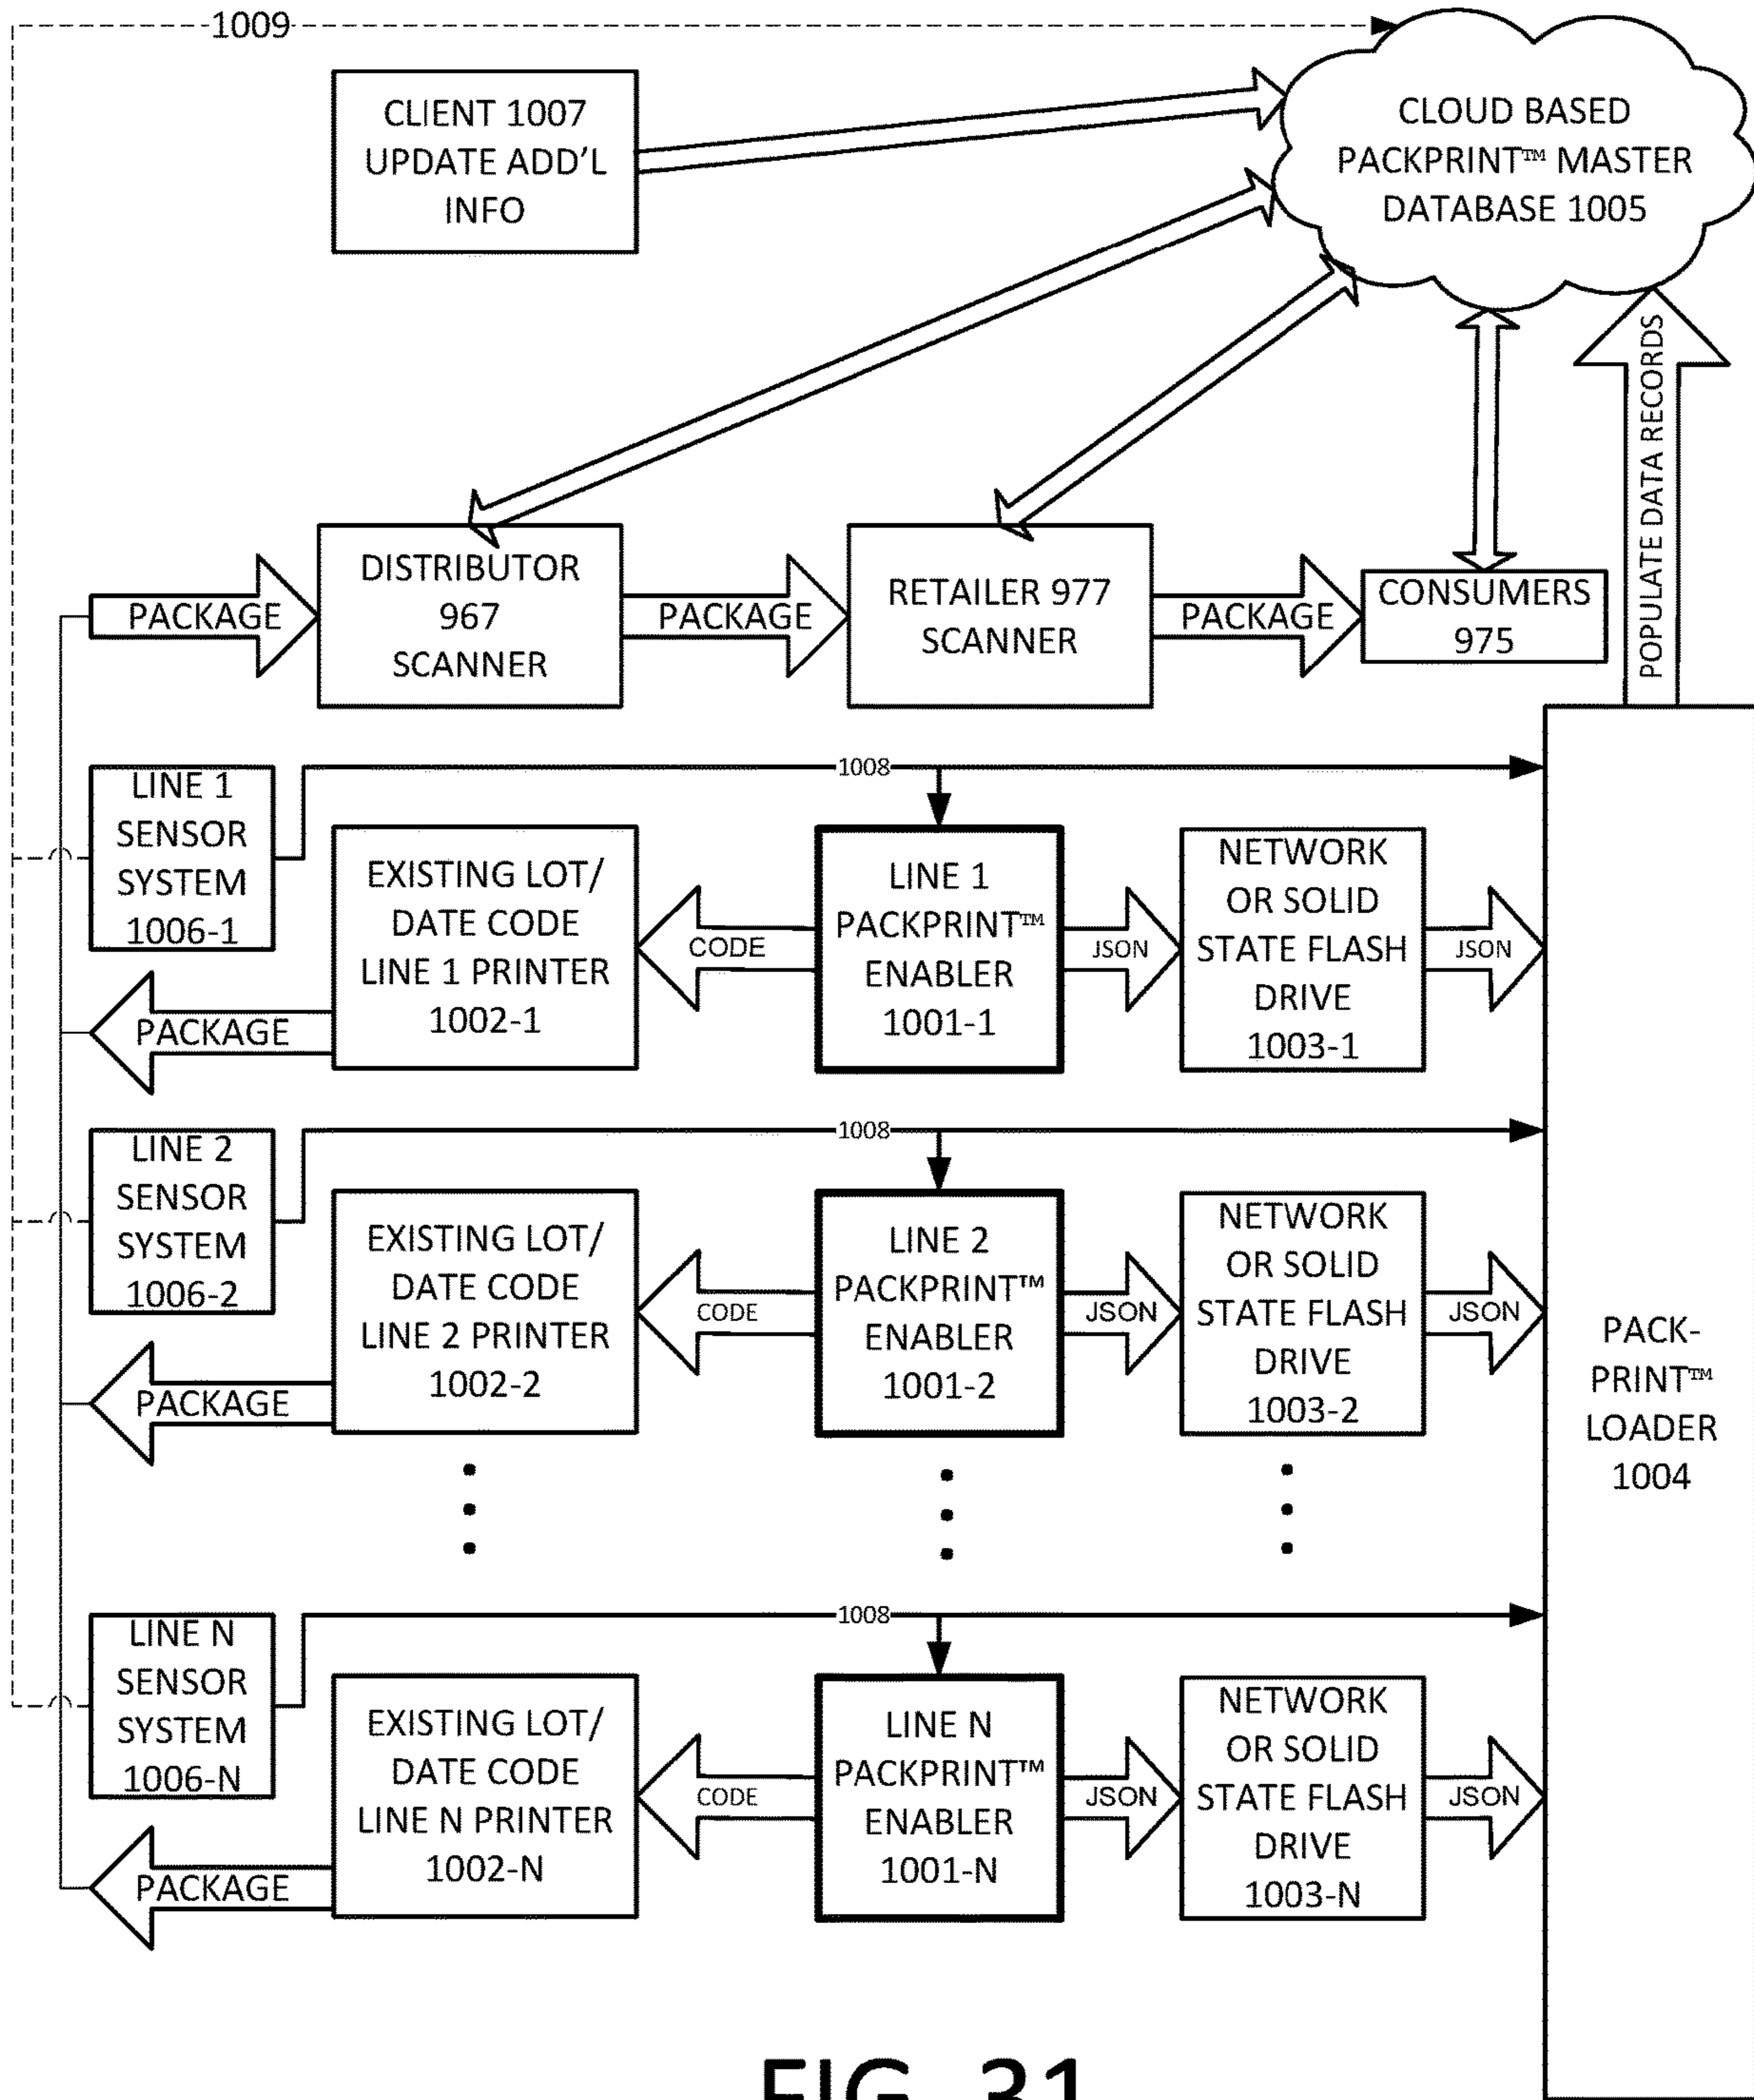 1009
CLIENT 1007
UPDATE ADD'L
INFO
CLOUD BASED
PACKPRINT™ MASTER
DATABASE 1005
POPULATE DATA RECORDS
PACKAGE
DISTRIBUTOR
967
SCANNER
PACKAGE
RETAILER 977
SCANNER
PACKAGE
CONSUMERS
975
LINE 1
SENSOR
SYSTEM
1006-1
1008
EXISTING LOT/
DATE CODE
LINE 1 PRINTER
1002-1
CODE
LINE 1
PACKPRINT™
ENABLER
1001-1
JSON
NETWORK
OR SOLID
STATE FLASH
DRIVE
1003-1
JSON
PACKAGE
LINE 2
SENSOR
SYSTEM
1006-2
1008
EXISTING LOT/
DATE CODE
LINE 2 PRINTER
1002-2
CODE
LINE 2
PACKPRINT™
ENABLER
1001-2
JSON
NETWORK
OR SOLID
STATE FLASH
DRIVE
1003-2
JSON
PACKAGE
PACK-
PRINT™
LOADER
1004
LINE N
SENSOR
SYSTEM
1006-N
1008
EXISTING LOT/
DATE CODE
LINE N PRINTER
1002-N
CODE
LINE N
PACKPRINT™
ENABLER
1001-N
JSON
NETWORK
OR SOLID
STATE FLASH
DRIVE
1003-N
JSON
PACKAGE
FIG. 31